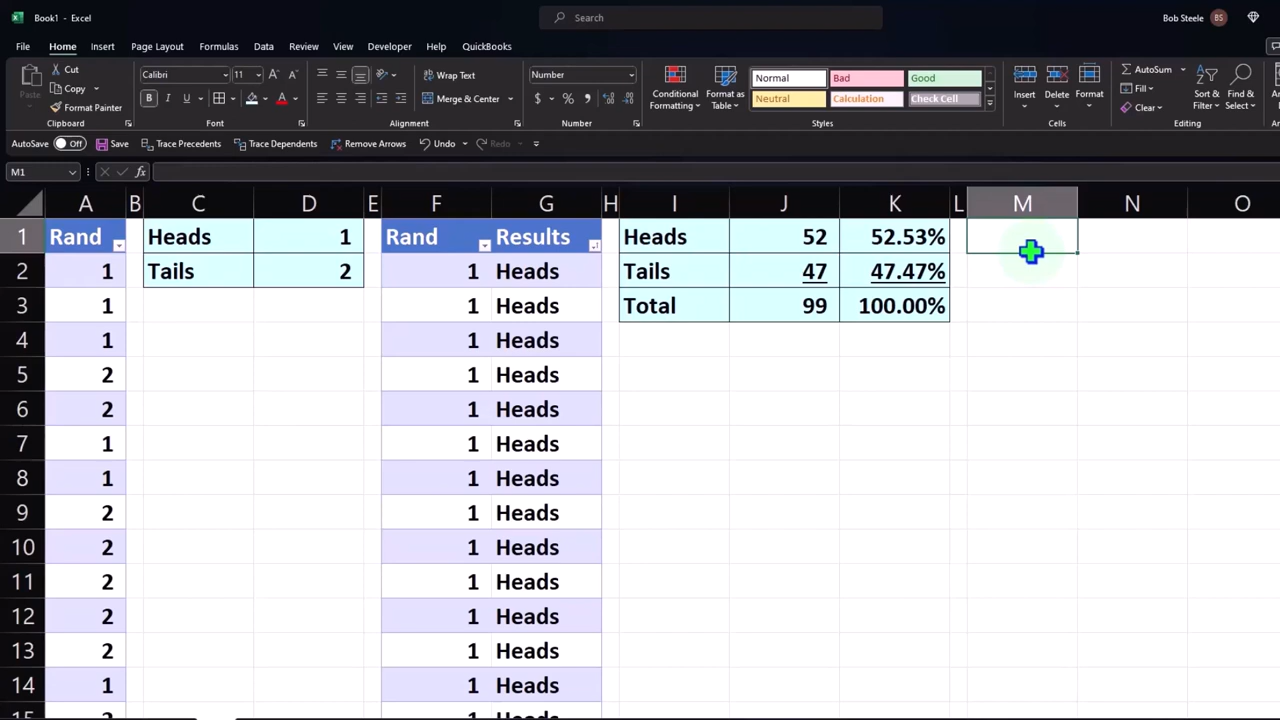 Book1 - Excel
Search
Bob Steele BS
File Home Insert Page Layout Formulas Data Review View Developer Automate Help QuickBooks
Paste Cut Copy Format Painter Clipboard
Calibri 11 A A B I U A Font
Wrap Text Merge & Center Alignment
Number $ % Number
Conditional Formatting Format as Table
Normal Bad Good
Neutral Calculation Check Cell
Styles
Insert Delete Format Cells
AutoSum Fill Clear Sort & Filter Find & Select Editing
AutoSave Off Save Trace Precedents Trace Dependents Remove Arrows Undo Redo
M1 fx
A B C D E F G H I J K L M N O
1 Rand Heads 1 Rand Results Heads 52 52.53%
2 1 Tails 2 1 Heads Tails 47 47.47%
3 1 1 Heads Total 99 100.00%
4 1 1 Heads
5 2 1 Heads
6 2 1 Heads
7 1 1 Heads
8 1 1 Heads
9 2 1 Heads
10 2 1 Heads
11 2 1 Heads
12 2 1 Heads
13 2 1 Heads
14 1 1 Heads
15 2 1 Heads